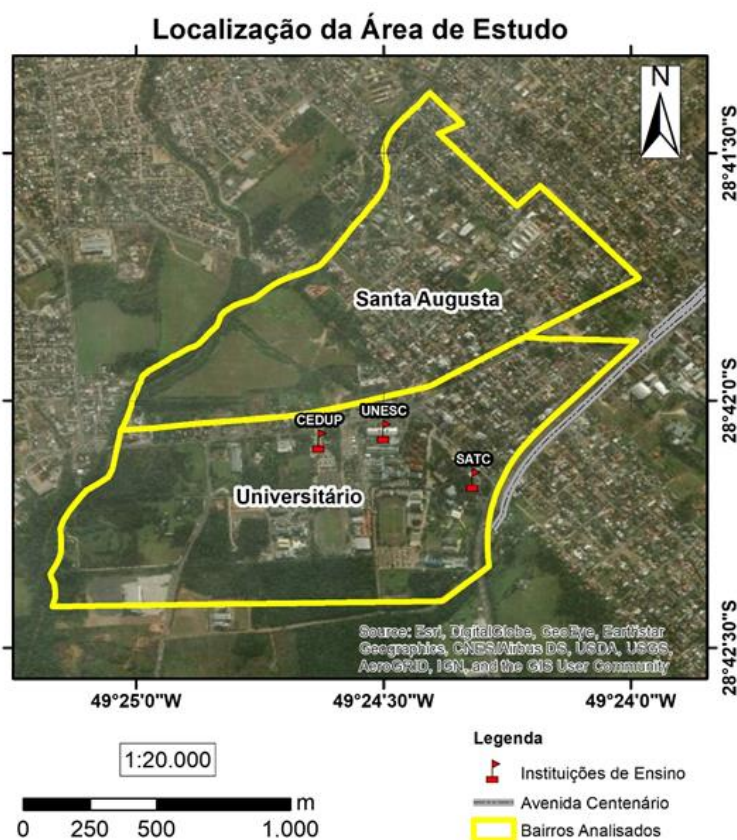 Localização da Área de Estudo
N
28°41'30"S
Santa Augusta
28°42'0"S
CEDUP
UNESC
SATC
Universitário
Source: Esri, DigitalGlobe, GeoEye, Earthstar
Geographics, CNES/Airbus DS, USDA, USGS,
AeroGRID, IGN, and the GIS User Community
28°42'30"S
49°25'0"W
49°24'30"W
49°24'0"W
1:20.000
m
0
250
500
1.000
Legenda
Instituições de Ensino
Avenida Centenário
Bairros Analisados